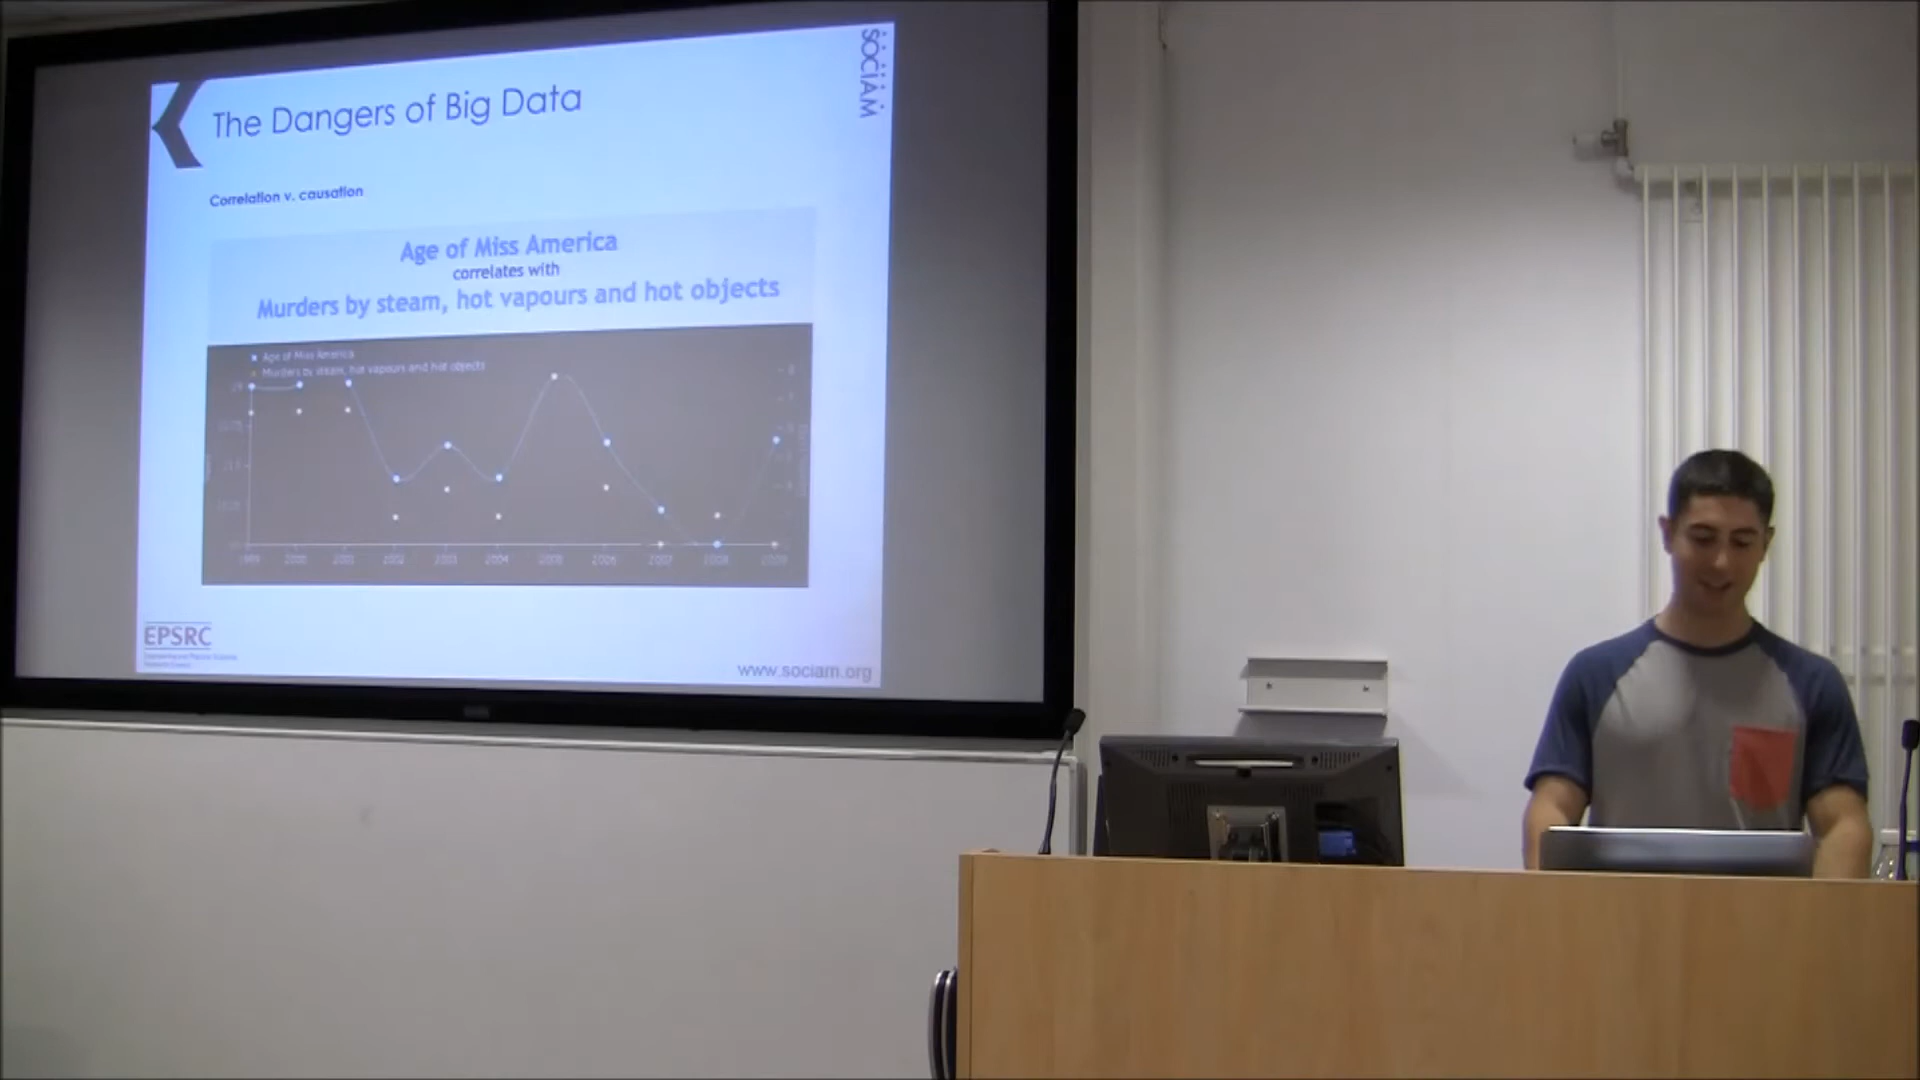 SOCIAM
The Dangers of Big Data
Correlation v. causation
Age of Miss America
correlates with
Murders by steam, hot vapours and hot objects
Age of Miss America
Murders by steam, hot vapours and hot objects
1999 2000 2001 2002 2003 2004 2005 2006 2007 2008 2009
EPSRC
www.sociam.org